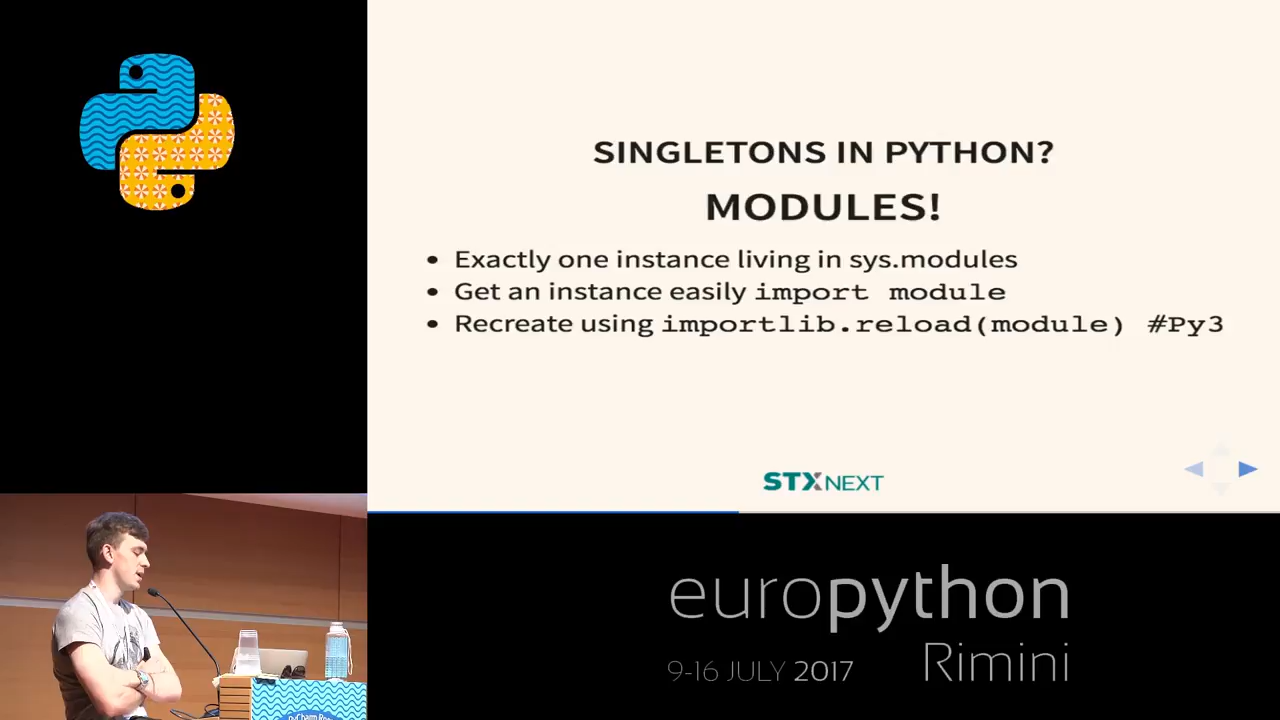 SINGLETONS IN PYTHON?
MODULES!
• Exactly one instance living in sys.modules
• Get an instance easily import module
• Recreate using importlib.reload(module) #Py3
STXNEXT
europython
Rimini
9-16 JULY 2017